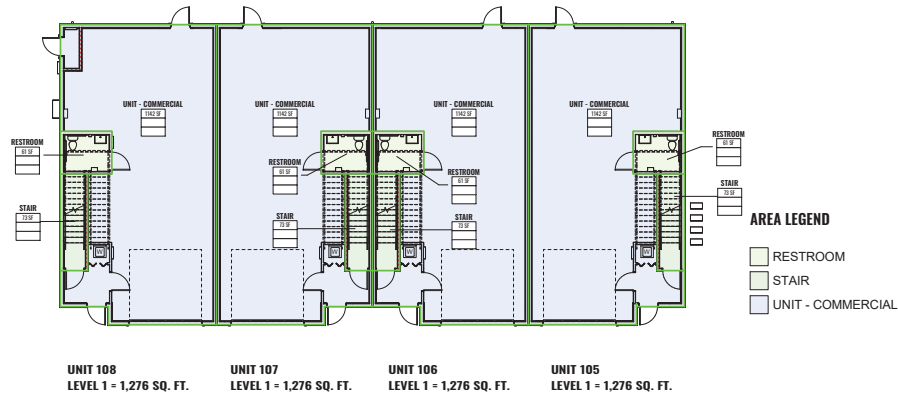 UNIT - COMMERCIAL
1142 SF
UNIT - COMMERCIAL
1142 SF
UNIT - COMMERCIAL
1142 SF
UNIT - COMMERCIAL
1142 SF
RESTROOM
61 SF
RESTROOM
61 SF
RESTROOM
61 SF
RESTROOM
61 SF
STAIR
73 SF
STAIR
73 SF
STAIR
73 SF
STAIR
73 SF
W
W
W
W
AREA LEGEND
RESTROOM
STAIR
UNIT - COMMERCIAL
UNIT 108
LEVEL 1 = 1,276 SQ. FT.
UNIT 107
LEVEL 1 = 1,276 SQ. FT.
UNIT 106
LEVEL 1 = 1,276 SQ. FT.
UNIT 105
LEVEL 1 = 1,276 SQ. FT.